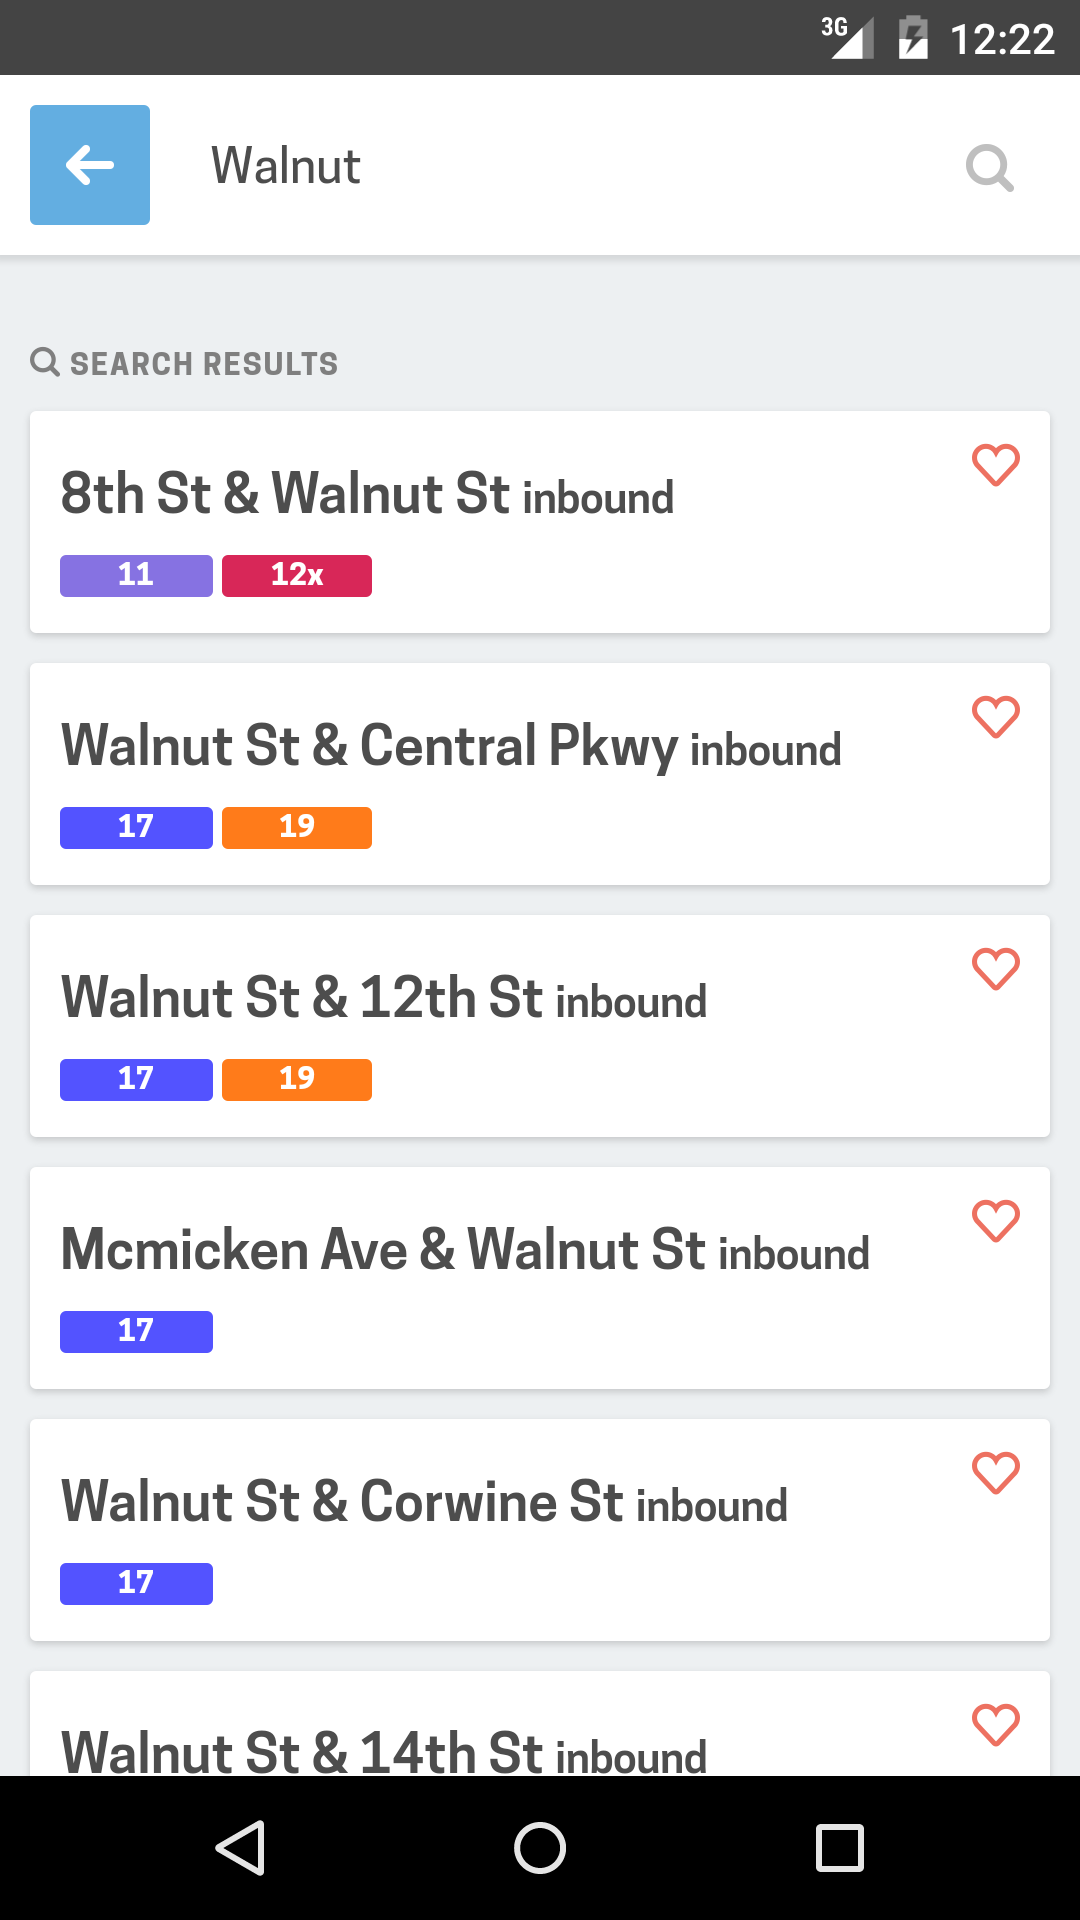 3G 12:22
Walnut
SEARCH RESULTS
8th St & Walnut St inbound
11 12x
Walnut St & Central Pkwy inbound
17 19
Walnut St & 12th St inbound
17 19
Mcmicken Ave & Walnut St inbound
17
Walnut St & Corwine St inbound
17
Walnut St & 14th St inbound